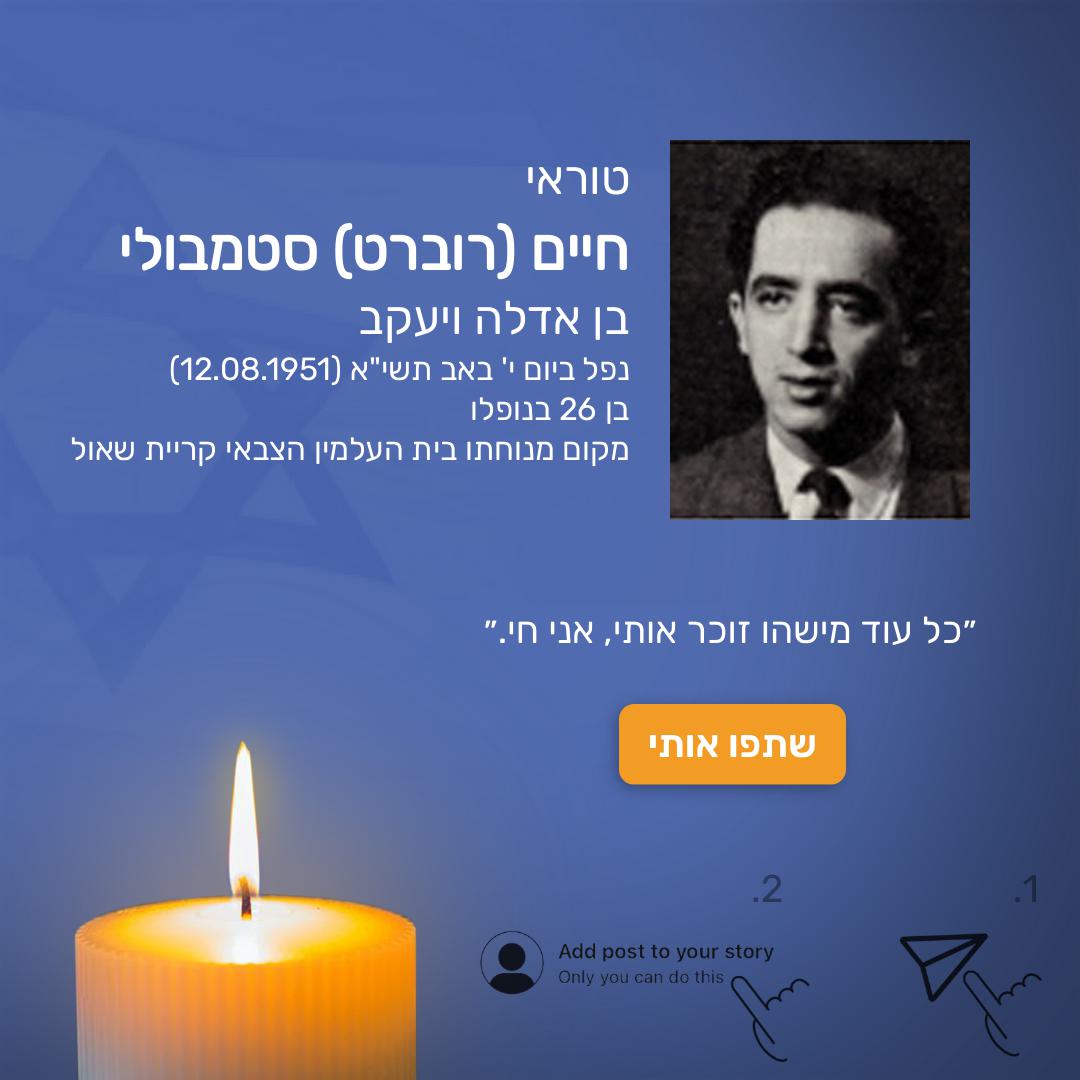 טוראי
חיים (רוברט) סטמבולי
בן אדלה ויעקב
נפל ביום י' באב תשי"א (12.08.1951)
בן 26 בנופלו
מקום מנוחתו בית העלמין הצבאי קריית שאול
״כל עוד מישהו זוכר אותי, אני חי.״
שתפו אותי
.1
.2
Add post to your story
Only you can do this